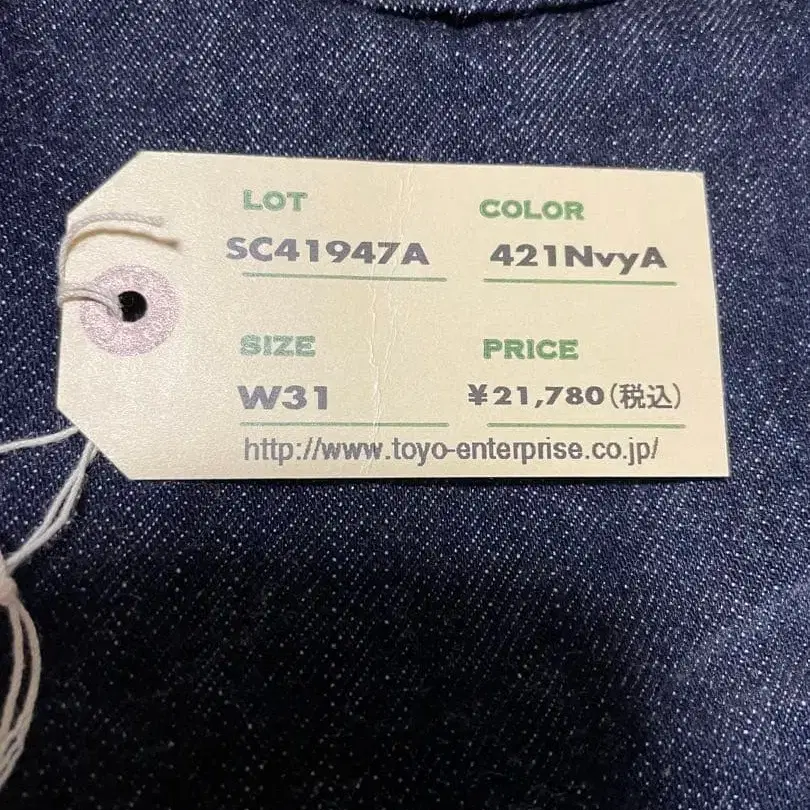 LOT
SC41947A
COLOR
421NvyA
SIZE
W31
PRICE
¥21,780(税込)
http://www.toyo-enterprise.co.jp/